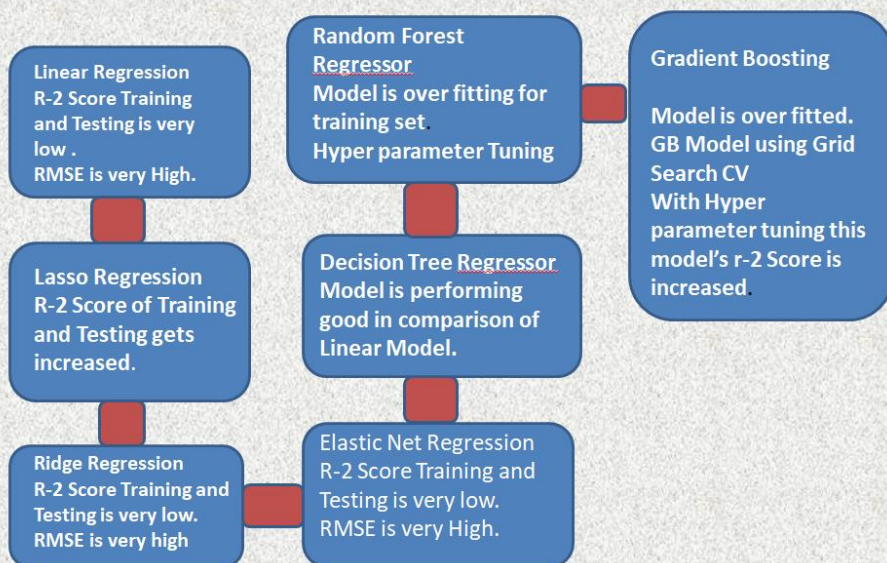 Linear Regression
R-2 Score Training
and Testing is very
low .
RMSE is very High.
Lasso Regression
R-2 Score of Training
and Testing gets
increased.
Ridge Regression
R-2 Score Training and
Testing is very low.
RMSE is very high
Elastic Net Regression
R-2 Score Training and
Testing is very low.
RMSE is very High.
Decision Tree Regressor
Model is performing
good in comparison of
Linear Model.
Random Forest
Regressor
Model is over fitting for
training set.
Hyper parameter Tuning
Gradient Boosting
Model is over fitted.
GB Model using Grid
Search CV
With Hyper
parameter tuning this
model’s r-2 Score is
increased.